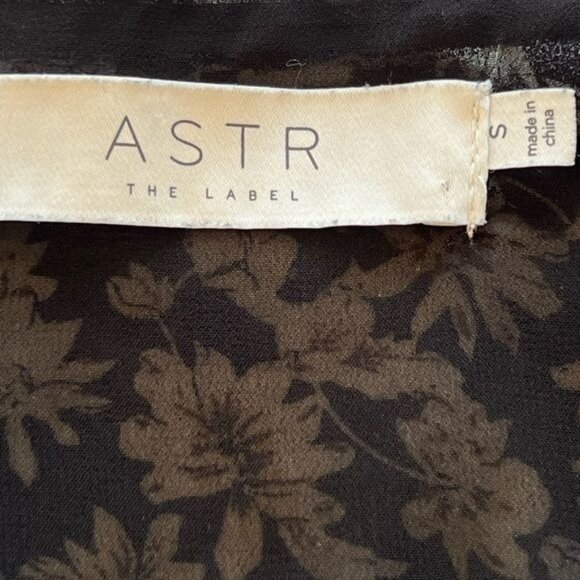 ASTR
THE LABEL
S
made in
china